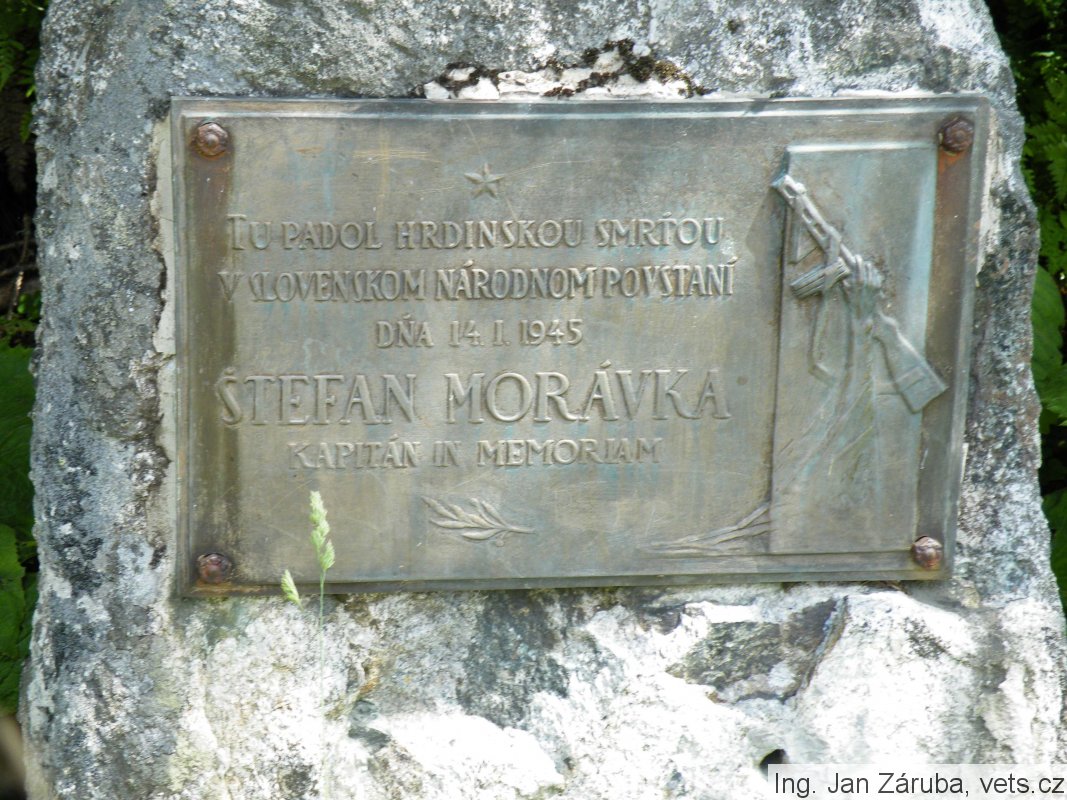 TU PADOL HRDINSKOU SMRŤOU
V SLOVENSKOM NÁRODNOM POVSTANÍ
DŇA 14. I. 1945
ŠTEFAN MORÁVKA
KAPITÁN IN MEMORIAM
Ing. Jan Záruba, vets.cz